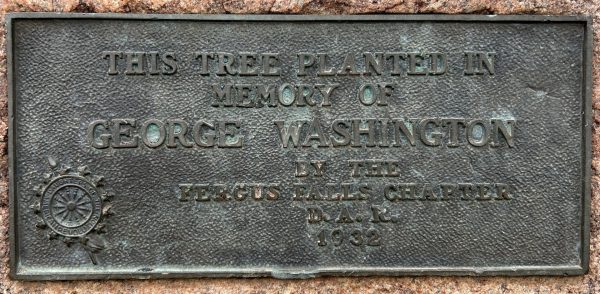 THIS TREE PLANTED IN
MEMORY OF
GEORGE WASHINGTON
BY THE
FERGUS FALLS CHAPTER
D.A.R.
1932